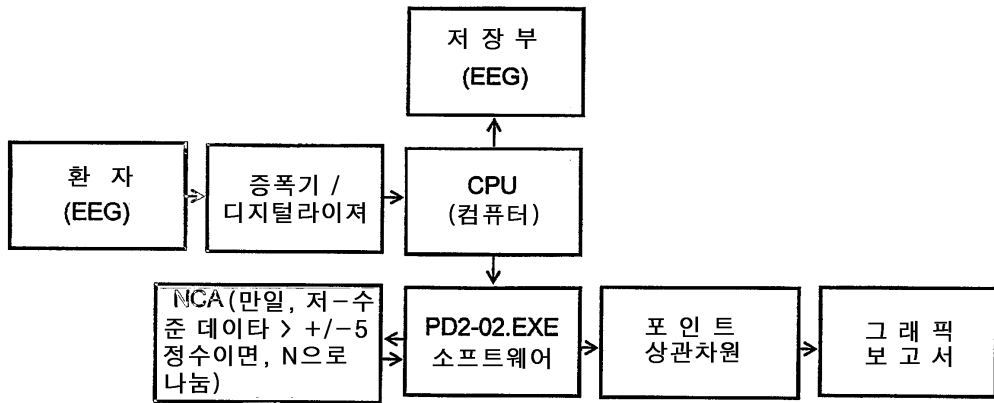 저 장 부
(EEG)
환 자
(EEG)
증폭기 /
디지털라이져
CPU
(컴퓨터)
NCA(만일, 저-수
준 데이타 > +/-5
정수이면, N으로
나눔)
PD2-02.EXE
소프트웨어
포 인 트
상관차원
그 래 픽
보 고 서